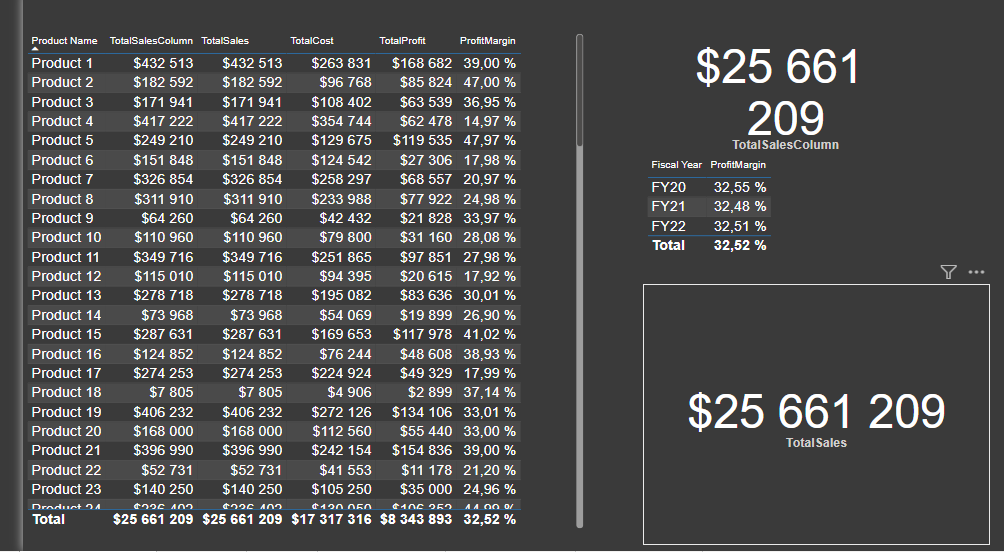 Product Name TotalSalesColumn TotalSales TotalCost TotalProfit ProfitMargin
Product 1 $432 513 $432 513 $263 831 $168 682 39,00 %
Product 2 $182 592 $182 592 $96 768 $85 824 47,00 %
Product 3 $171 941 $171 941 $108 402 $63 539 36,95 %
Product 4 $417 222 $417 222 $354 744 $62 478 14,97 %
Product 5 $249 210 $249 210 $129 675 $119 535 47,97 %
Product 6 $151 848 $151 848 $124 542 $27 306 17,98 %
Product 7 $326 854 $326 854 $258 297 $68 557 20,97 %
Product 8 $311 910 $311 910 $233 988 $77 922 24,98 %
Product 9 $64 260 $64 260 $42 432 $21 828 33,97 %
Product 10 $110 960 $110 960 $79 800 $31 160 28,08 %
Product 11 $349 716 $349 716 $251 865 $97 851 27,98 %
Product 12 $115 010 $115 010 $94 395 $20 615 17,92 %
Product 13 $278 718 $278 718 $195 082 $83 636 30,01 %
Product 14 $73 968 $73 968 $54 069 $19 899 26,90 %
Product 15 $287 631 $287 631 $169 653 $117 978 41,02 %
Product 16 $124 852 $124 852 $76 244 $48 608 38,93 %
Product 17 $274 253 $274 253 $224 924 $49 329 17,99 %
Product 18 $7 805 $7 805 $4 906 $2 899 37,14 %
Product 19 $406 232 $406 232 $272 126 $134 106 33,01 %
Product 20 $168 000 $168 000 $112 560 $55 440 33,00 %
Product 21 $396 990 $396 990 $242 154 $154 836 39,00 %
Product 22 $52 731 $52 731 $41 553 $11 178 21,20 %
Product 23 $140 250 $140 250 $105 250 $35 000 24,96 %
Product 24
Total $25 661 209 $25 661 209 $17 317 316 $8 343 893 32,52 %
$25 661
209
TotalSalesColumn
Fiscal Year ProfitMargin
FY20 32,55 %
FY21 32,48 %
FY22 32,51 %
Total 32,52 %
$25 661 209
TotalSales